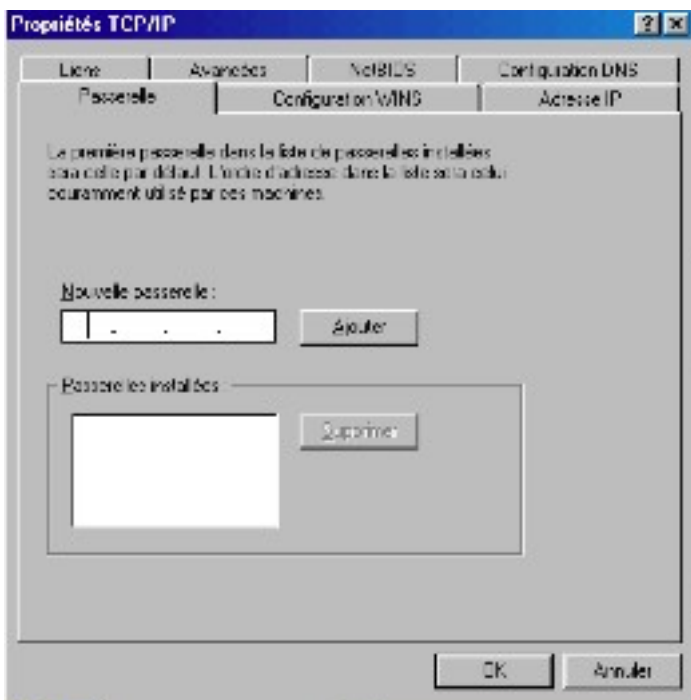 Propriétés TCP/IP
Liens Avancées NetBIOS Configuration DNS
Passerelle Configuration WINS Adresse IP
La première passerelle dans la liste de passerelles installées
sera celle par défaut. L'ordre d'adresse dans la liste sera celui
couramment utilisé par ces machines.
Nouvelle passerelle :
. . .
Ajouter
Passerelles installées :
Supprimer
OK Annuler